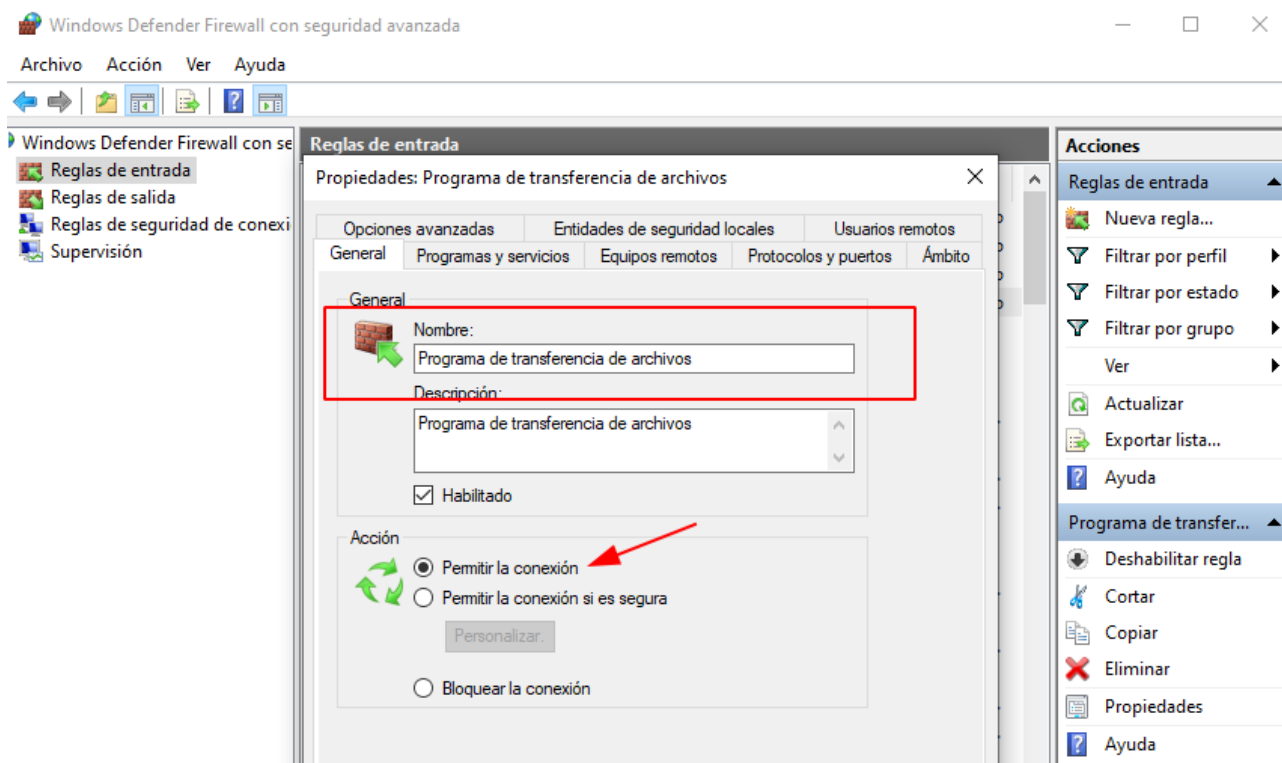 Windows Defender Firewall con seguridad avanzada
Archivo Acción Ver Ayuda
Windows Defender Firewall con se
Reglas de entrada
Reglas de salida
Reglas de seguridad de conexi
Supervisión
Reglas de entrada
Propiedades: Programa de transferencia de archivos
Opciones avanzadas Entidades de seguridad locales Usuarios remotos
General Programas y servicios Equipos remotos Protocolos y puertos Ámbito
General
Nombre:
Programa de transferencia de archivos
Descripción:
Programa de transferencia de archivos
Habilitado
Acción
Permitir la conexión
Permitir la conexión si es segura
Personalizar.
Bloquear la conexión
Acciones
Reglas de entrada
Nueva regla...
Filtrar por perfil
Filtrar por estado
Filtrar por grupo
Ver
Actualizar
Exportar lista...
Ayuda
Programa de transfer...
Deshabilitar regla
Cortar
Copiar
Eliminar
Propiedades
Ayuda